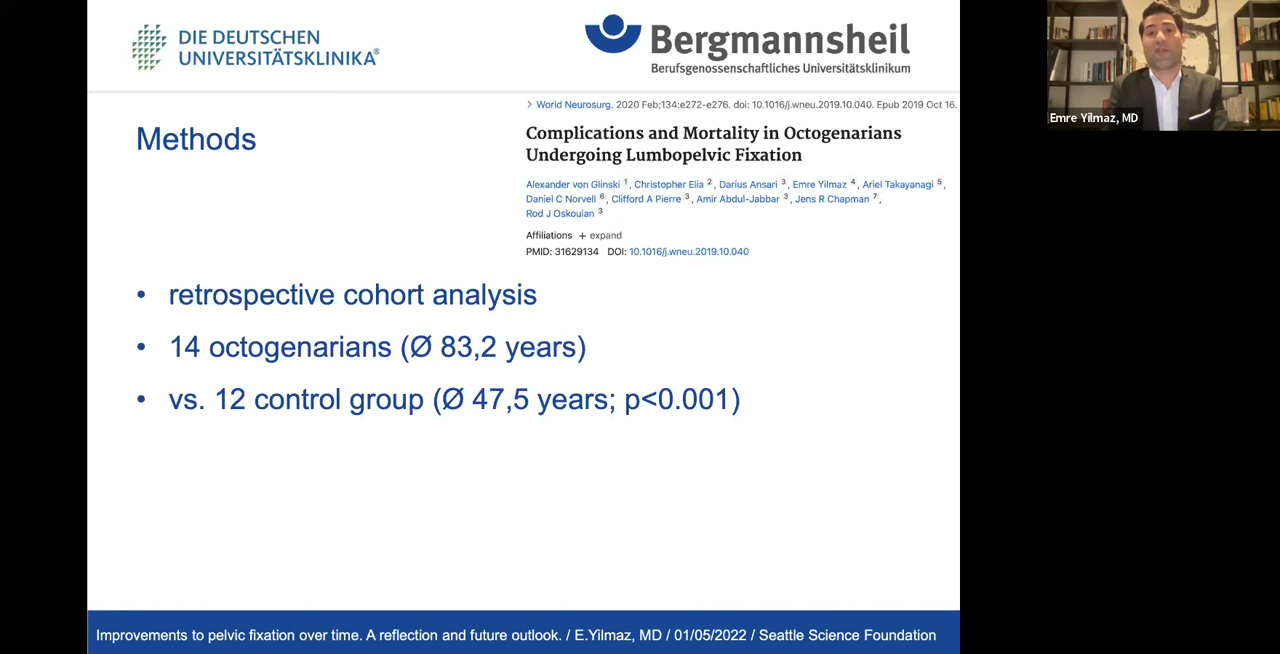 DIE DEUTSCHEN
UNIVERSITÄTSKLINIKA®
Bergmannsheil
Berufsgenossenschaftliches Universitätsklinikum
Emre Yilmaz, MD
> World Neurosurg. 2020 Feb;134:e272-e276. doi: 10.1016/j.wneu.2019.10.040. Epub 2019 Oct 16.
Methods
Complications and Mortality in Octogenarians
Undergoing Lumbopelvic Fixation
Alexander von Glinski 1, Christopher Elia 2, Darius Ansari 3, Emre Yilmaz 4, Ariel Takayanagi 5,
Daniel C Norvell 6, Clifford A Pierre 3, Amir Abdul-Jabbar 3, Jens R Chapman 7,
Rod J Oskouian 3
Affiliations + expand
PMID: 31629134 DOI: 10.1016/j.wneu.2019.10.040
• retrospective cohort analysis
• 14 octogenarians (Ø 83,2 years)
• vs. 12 control group (Ø 47,5 years; p<0.001)
Improvements to pelvic fixation over time. A reflection and future outlook. / E.Yilmaz, MD / 01/05/2022 / Seattle Science Foundation